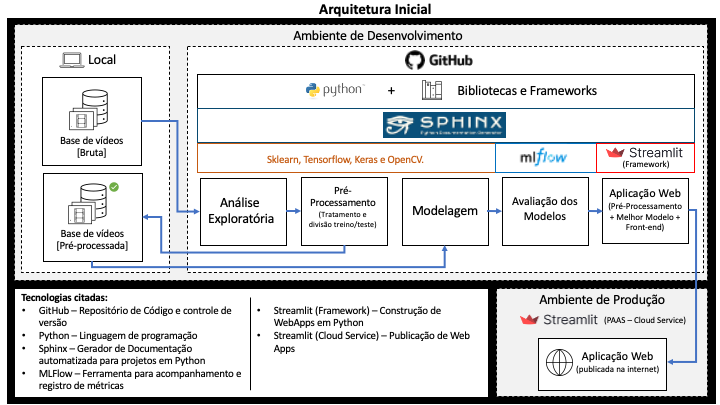 Arquitetura Inicial
Ambiente de Desenvolvimento
Local
GitHub
Base de vídeos
[Bruta]
Base de vídeos
[Pré-processada]
python™ + Bibliotecas e Frameworks
SPHINX
Python Documentation Generator
Sklearn, Tensorflow, Keras e OpenCV.
mlflow
Streamlit
(Framework)
Análise
Exploratória
Pré-
Processamento
(Tratamento e
divisão treino/teste)
Modelagem
Avaliação dos
Modelos
Aplicação Web
(Pré-Processamento
+ Melhor Modelo +
Front-end)
Tecnologias citadas:
• GitHub – Repositório de Código e controle de
versão
• Python – Linguagem de programação
• Sphinx – Gerador de Documentação
automatizada para projetos em Python
• MLFlow – Ferramenta para acompanhamento e
registro de métricas
• Streamlit (Framework) – Construção de
WebApps em Python
• Streamlit (Cloud Service) – Publicação de Web
Apps
Ambiente de Produção
Streamlit (PAAS – Cloud Service)
Aplicação Web
(publicada na internet)